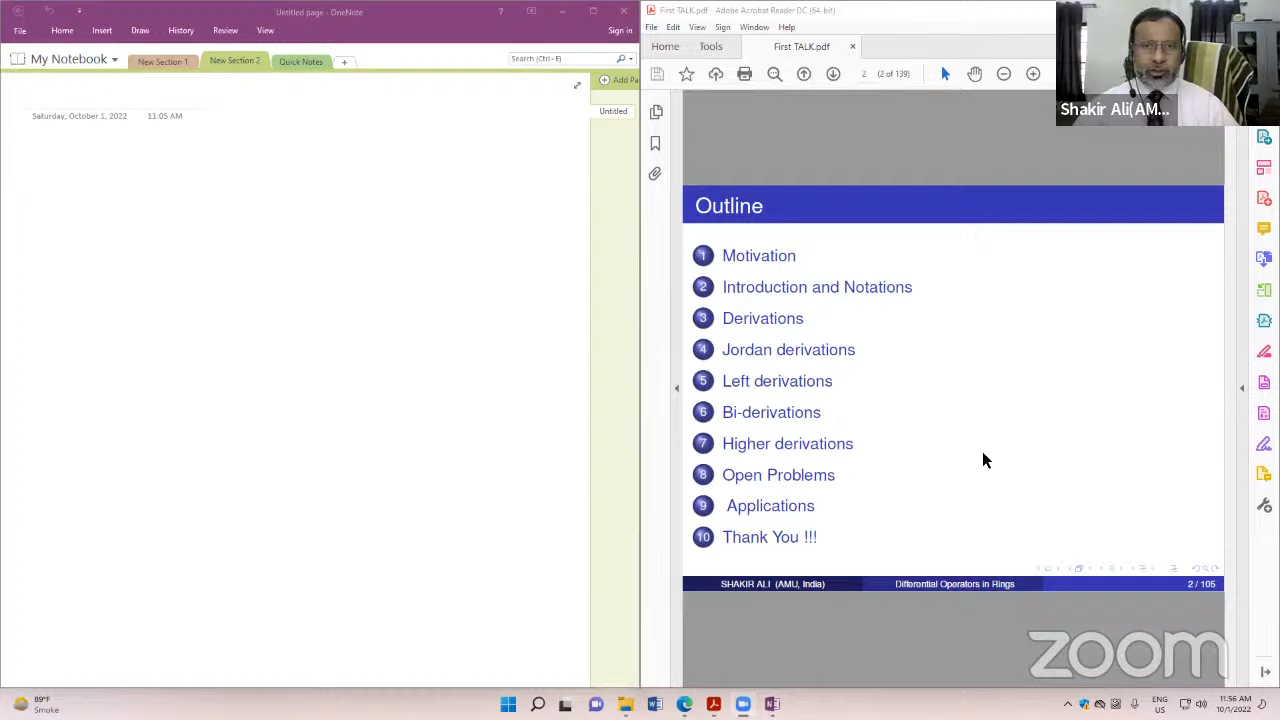 Untitled page - OneNote
File Home Insert Draw History Review View Sign in
My Notebook New Section 1 New Section 2 Quick Notes + Search (Ctrl+E)
Add Pa
Untitled
Saturday, October 1, 2022 11:05 AM
First TALK.pdf - Adobe Acrobat Reader DC (64-bit)
File Edit View Sign Window Help
Home Tools First TALK.pdf ×
2 (2 of 139)
Shakir Ali(AM...
Outline
1 Motivation
2 Introduction and Notations
3 Derivations
4 Jordan derivations
5 Left derivations
6 Bi-derivations
7 Higher derivations
8 Open Problems
9 Applications
10 Thank You !!!
SHAKIR ALI (AMU, India) Differential Operators in Rings 2 / 105
zoom
89°F
Smoke
ENG
US
11:56 AM
10/1/2022